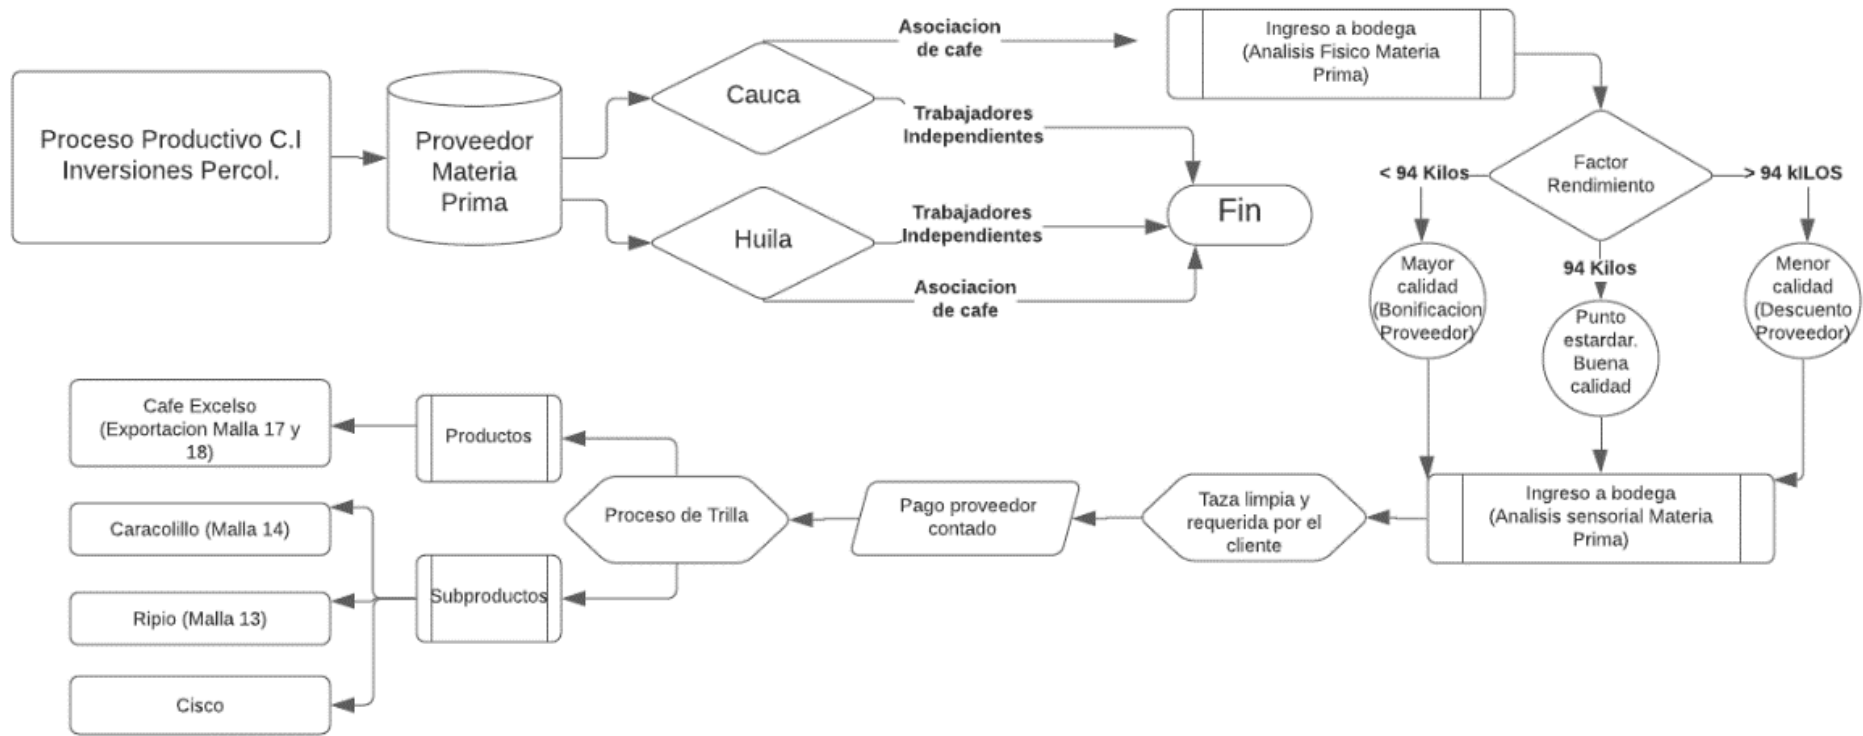 Proceso Productivo C.I
Inversiones Percol.
Proveedor
Materia
Prima
Cauca
Asociacion
de cafe
Trabajadores
Independientes
Huila
Trabajadores
Independientes
Asociacion
de cafe
Fin
Ingreso a bodega
(Analisis Fisico Materia
Prima)
Factor
Rendimiento
< 94 Kilos
> 94 kILOS
94 Kilos
Mayor
calidad
(Bonificacion
Proveedor)
Punto
estardar.
Buena
calidad
Menor
calidad
(Descuento
Proveedor)
Ingreso a bodega
(Analisis sensorial Materia
Prima)
Taza limpia y
requerida por el
cliente
Pago proveedor
contado
Proceso de Trilla
Productos
Cafe Excelso
(Exportacion Malla 17 y
18)
Subproductos
Caracolillo (Malla 14)
Ripio (Malla 13)
Cisco